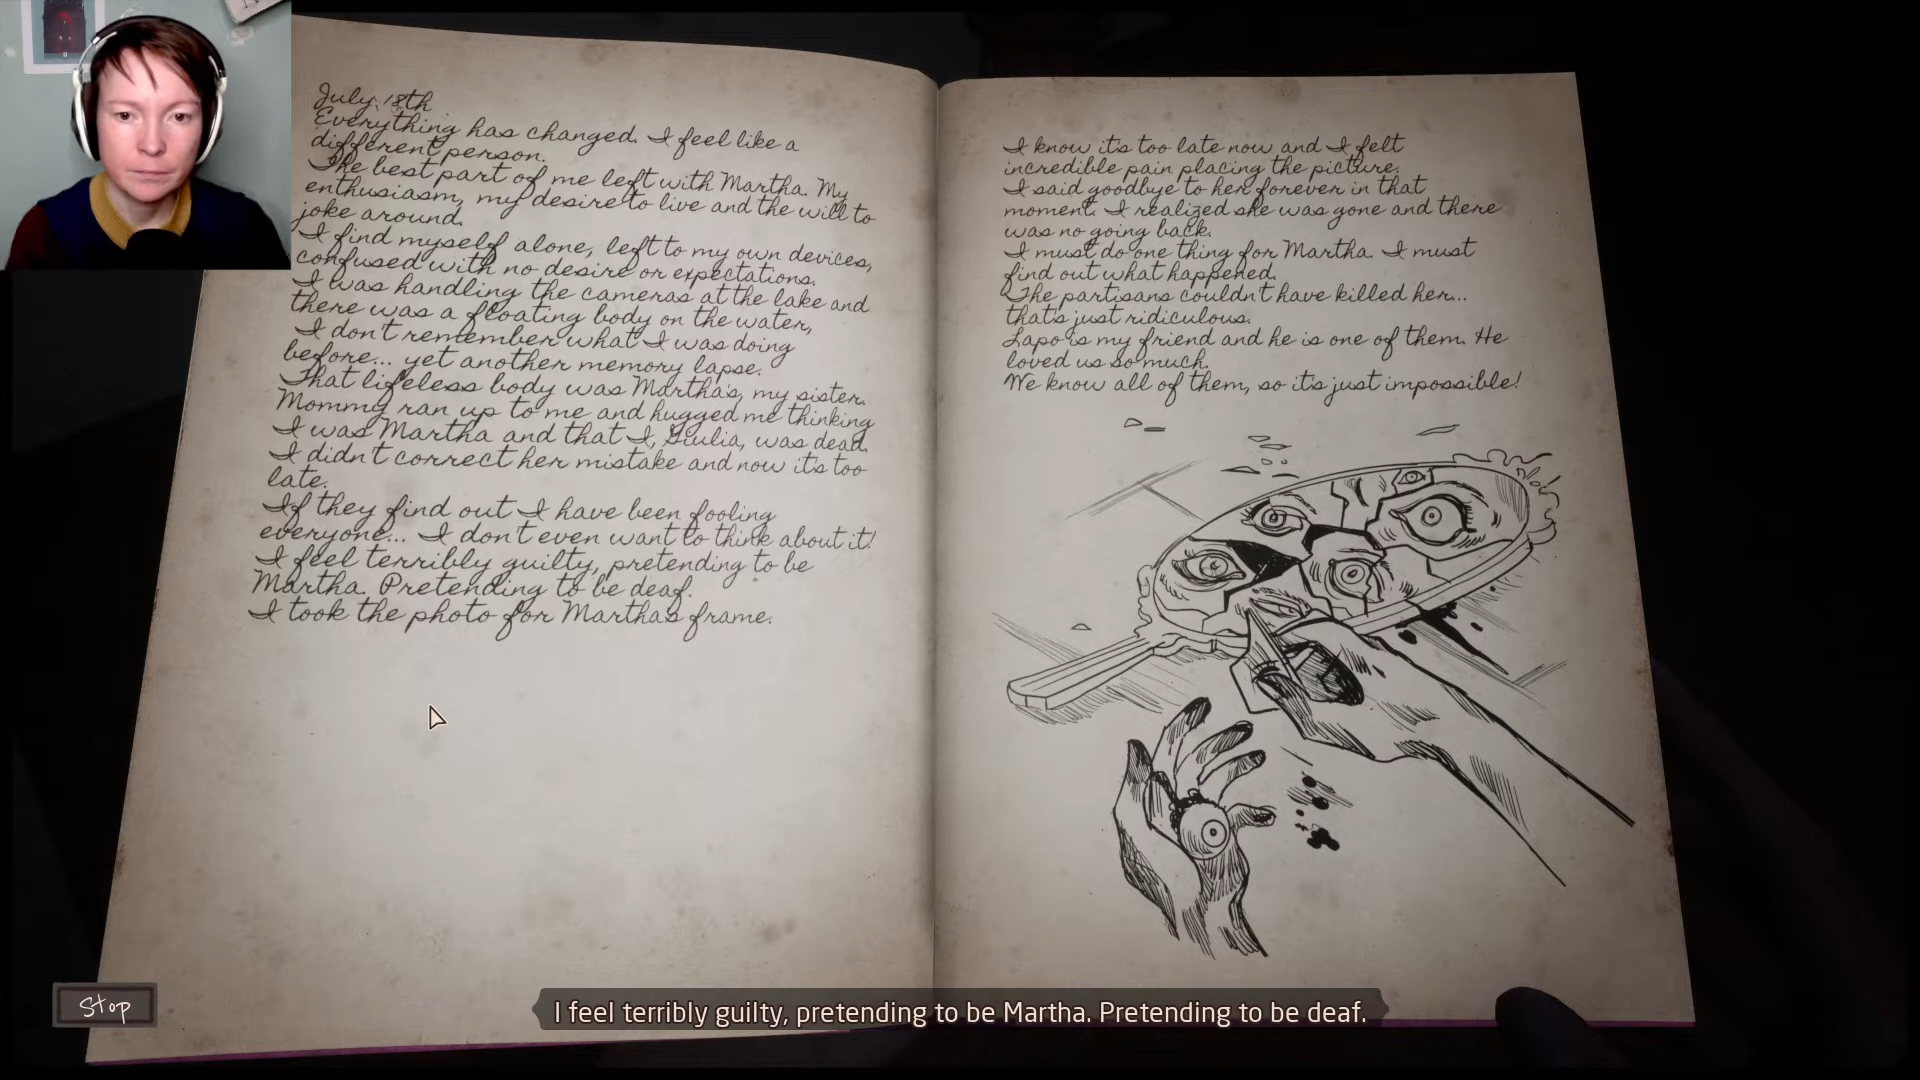 July 18th
Everything has changed. I feel like a
different person.
The best part of me left with Martha. My
enthusiasm, my desire to live and the will to
joke around.
I find myself alone, left to my own devices,
confused with no desire or expectations.
I was handling the cameras at the lake and
there was a floating body on the water,
I don't remember what I was doing
before... yet another memory lapse.
That lifeless body was Martha's, my sister.
Mommy ran up to me and hugged me thinking
I was Martha and that I, Giulia, was dead.
I didn't correct her mistake and now it's too
late.
If they find out I have been fooling
everyone... I don't even want to think about it!
I feel terribly guilty, pretending to be
Martha. Pretending to be deaf.
I took the photo for Martha's frame.
I know it's too late now and I felt
incredible pain placing the picture.
I said goodbye to her forever in that
moment. I realized she was gone and there
was no going back.
I must do one thing for Martha. I must
find out what happened.
The partisans couldn't have killed her...
that's just ridiculous.
Lapo is my friend and he is one of them. He
loved us so much.
We know all of them, so it's just impossible!
Stop
I feel terribly guilty, pretending to be Martha. Pretending to be deaf.